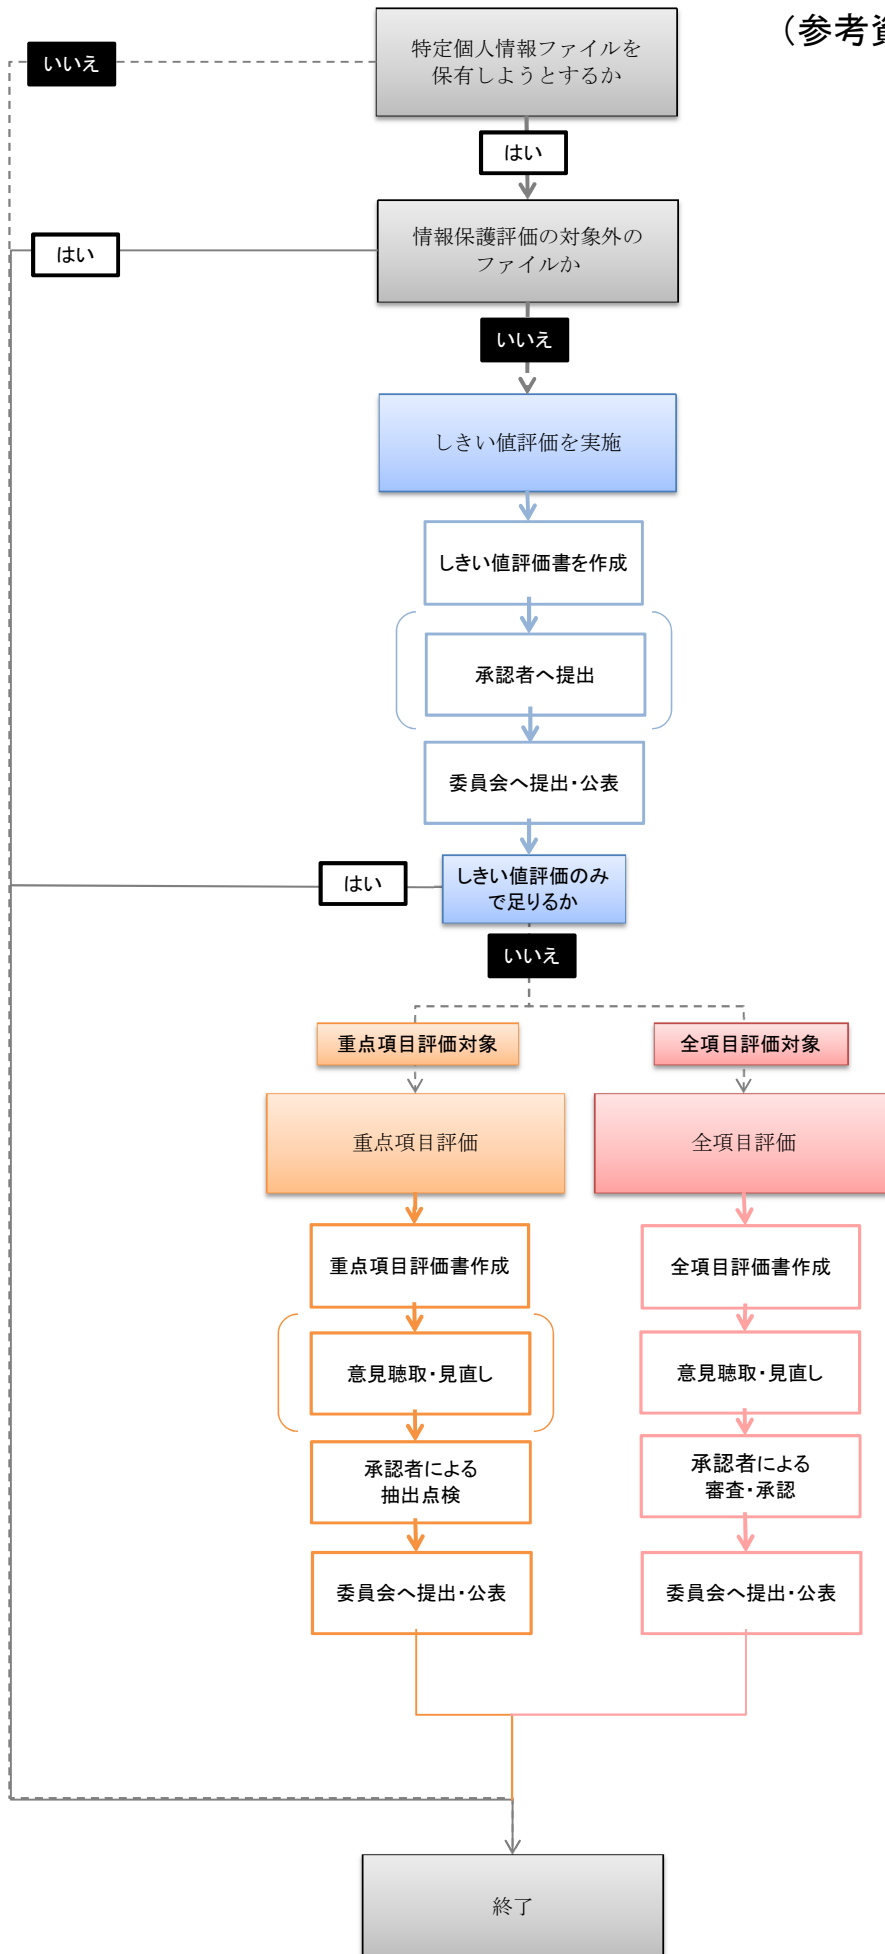 （参考資
特定個人情報ファイルを
保有しようとするか
いいえ
はい
情報保護評価の対象外の
ファイルか
はい
いいえ
しきい値評価を実施
しきい値評価書を作成
承認者へ提出
委員会へ提出・公表
しきい値評価のみ
で足りるか
はい
いいえ
重点項目評価対象
全項目評価対象
重点項目評価
全項目評価
重点項目評価書作成
全項目評価書作成
意見聴取・見直し
意見聴取・見直し
承認者による
抽出点検
承認者による
審査・承認
委員会へ提出・公表
委員会へ提出・公表
終了